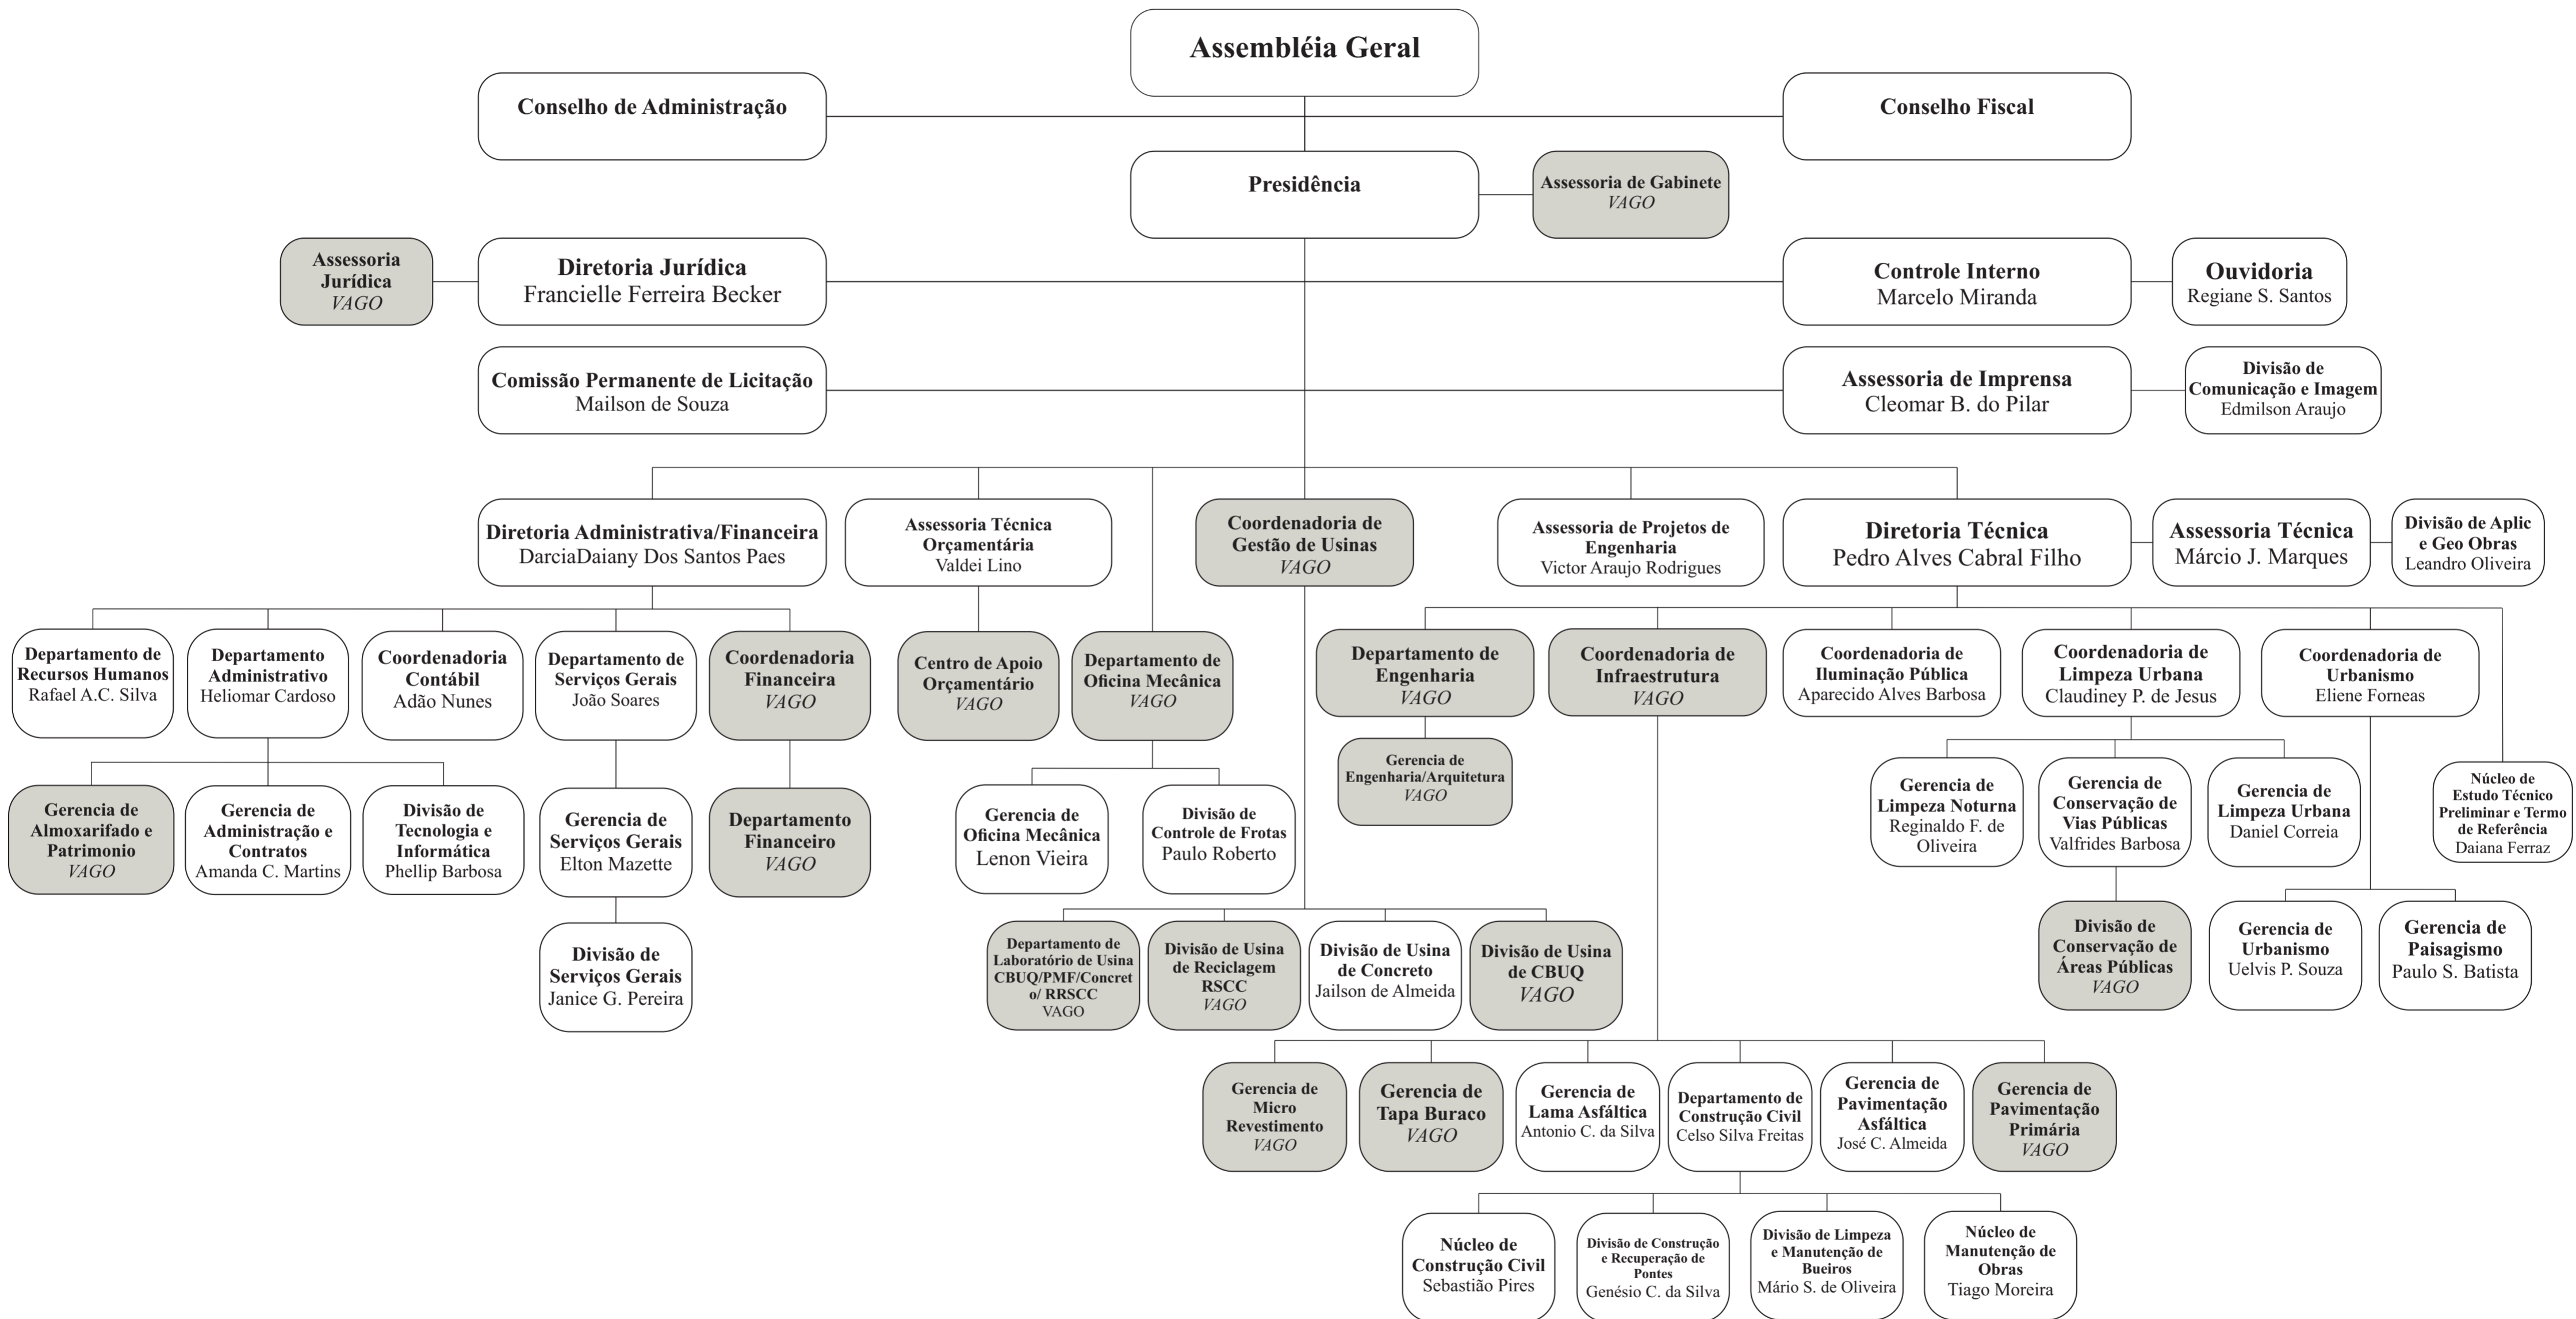 Assembléia Geral
Conselho de Administração
Conselho Fiscal
Presidência
Assessoria de Gabinete
VAGO
Assessoria
Jurídica
VAGO
Diretoria Jurídica
Francielle Ferreira Becker
Controle Interno
Marcelo Miranda
Ouvidoria
Regiane S. Santos
Comissão Permanente de Licitação
Mailson de Souza
Assessoria de Imprensa
Cleomar B. do Pilar
Divisão de
Comunicação e Imagem
Edmilson Araujo
Diretoria Administrativa/Financeira
DarciaDaiany Dos Santos Paes
Assessoria Técnica
Orçamentária
Valdei Lino
Coordenadoria de
Gestão de Usinas
VAGO
Assessoria de Projetos de
Engenharia
Victor Araujo Rodrigues
Diretoria Técnica
Pedro Alves Cabral Filho
Assessoria Técnica
Márcio J. Marques
Divisão de Aplic
e Geo Obras
Leandro Oliveira
Departamento de
Recursos Humanos
Rafael A.C. Silva
Departamento
Administrativo
Heliomar Cardoso
Coordenadoria
Contábil
Adão Nunes
Departamento de
Serviços Gerais
João Soares
Coordenadoria
Financeira
VAGO
Centro de Apoio
Orçamentário
VAGO
Departamento de
Oficina Mecânica
VAGO
Departamento de
Engenharia
VAGO
Coordenadoria de
Infraestrutura
VAGO
Coordenadoria de
Iluminação Pública
Aparecido Alves Barbosa
Coordenadoria de
Limpeza Urbana
Claudiney P. de Jesus
Coordenadoria de
Urbanismo
Eliene Forneas
Gerencia de
Engenharia/Arquitetura
VAGO
Gerencia de
Almoxarifado e
Patrimonio
VAGO
Gerencia de
Administração e
Contratos
Amanda C. Martins
Divisão de
Tecnologia e
Informática
Phellip Barbosa
Gerencia de
Serviços Gerais
Elton Mazette
Departamento
Financeiro
VAGO
Gerencia de
Oficina Mecânica
Lenon Vieira
Divisão de
Controle de Frotas
Paulo Roberto
Gerencia de
Limpeza Noturna
Reginaldo F. de
Oliveira
Gerencia de
Conservação de
Vias Públicas
Valfrides Barbosa
Gerencia de
Limpeza Urbana
Daniel Correia
Núcleo de
Estudo Técnico
Preliminar e Termo
de Referência
Daiana Ferraz
Divisão de
Serviços Gerais
Janice G. Pereira
Departamento de
Laboratório de Usina
CBUQ/PMF/Concret
o/ RRSCC
VAGO
Divisão de Usina
de Reciclagem
RSCC
VAGO
Divisão de Usina
de Concreto
Jailson de Almeida
Divisão de Usina
de CBUQ
VAGO
Divisão de
Conservação de
Áreas Públicas
VAGO
Gerencia de
Urbanismo
Uelvis P. Souza
Gerencia de
Paisagismo
Paulo S. Batista
Gerencia de
Micro
Revestimento
VAGO
Gerencia de
Tapa Buraco
VAGO
Gerencia de
Lama Asfáltica
Antonio C. da Silva
Departamento de
Construção Civil
Celso Silva Freitas
Gerencia de
Pavimentação
Asfáltica
José C. Almeida
Gerencia de
Pavimentação
Primária
VAGO
Núcleo de
Construção Civil
Sebastião Pires
Divisão de Construção
e Recuperação de
Pontes
Genésio C. da Silva
Divisão de Limpeza
e Manutenção de
Bueiros
Mário S. de Oliveira
Núcleo de
Manutenção de
Obras
Tiago Moreira